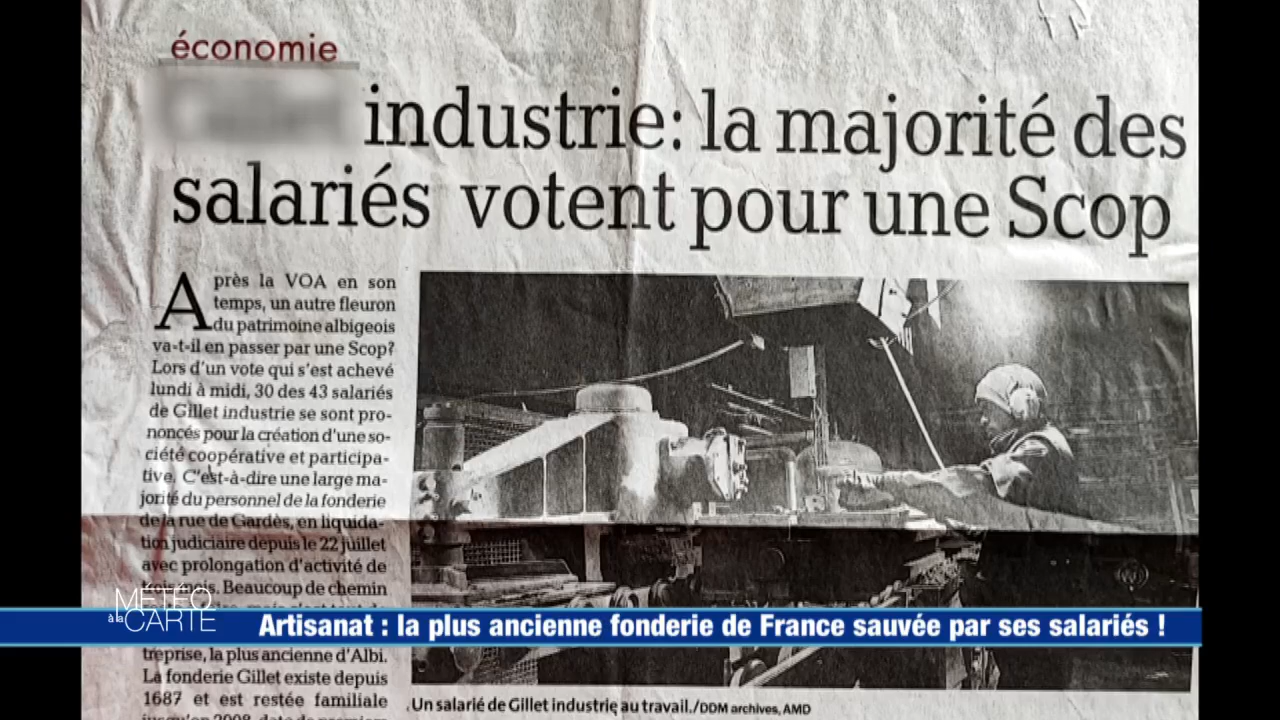 économie
industrie: la majorité des
salariés votent pour une Scop
Après la VOA en son
temps, un autre fleuron
du patrimoine albigeois
va-t-il en passer par une Scop?
Lors d'un vote qui s'est achevé
lundi à midi, 30 des 43 salariés
de Gillet industrie se sont pro-
noncés pour la création d'une so-
ciété coopérative et participa-
tive. C'est-à-dire une large ma-
jorité du personnel de la fonderie
de la rue de Gardès, en liquida-
tion judiciaire depuis le 22 juillet
avec prolongation d'activité de
trois mois. Beaucoup de chemin
MÉTÉO
à la CARTE
Artisanat : la plus ancienne fonderie de France sauvée par ses salariés !
treprise, la plus ancienne d'Albi.
La fonderie Gillet existe depuis
1687 et est restée familiale
Un salarié de Gillet industrie au travail./DDM archives, AMD